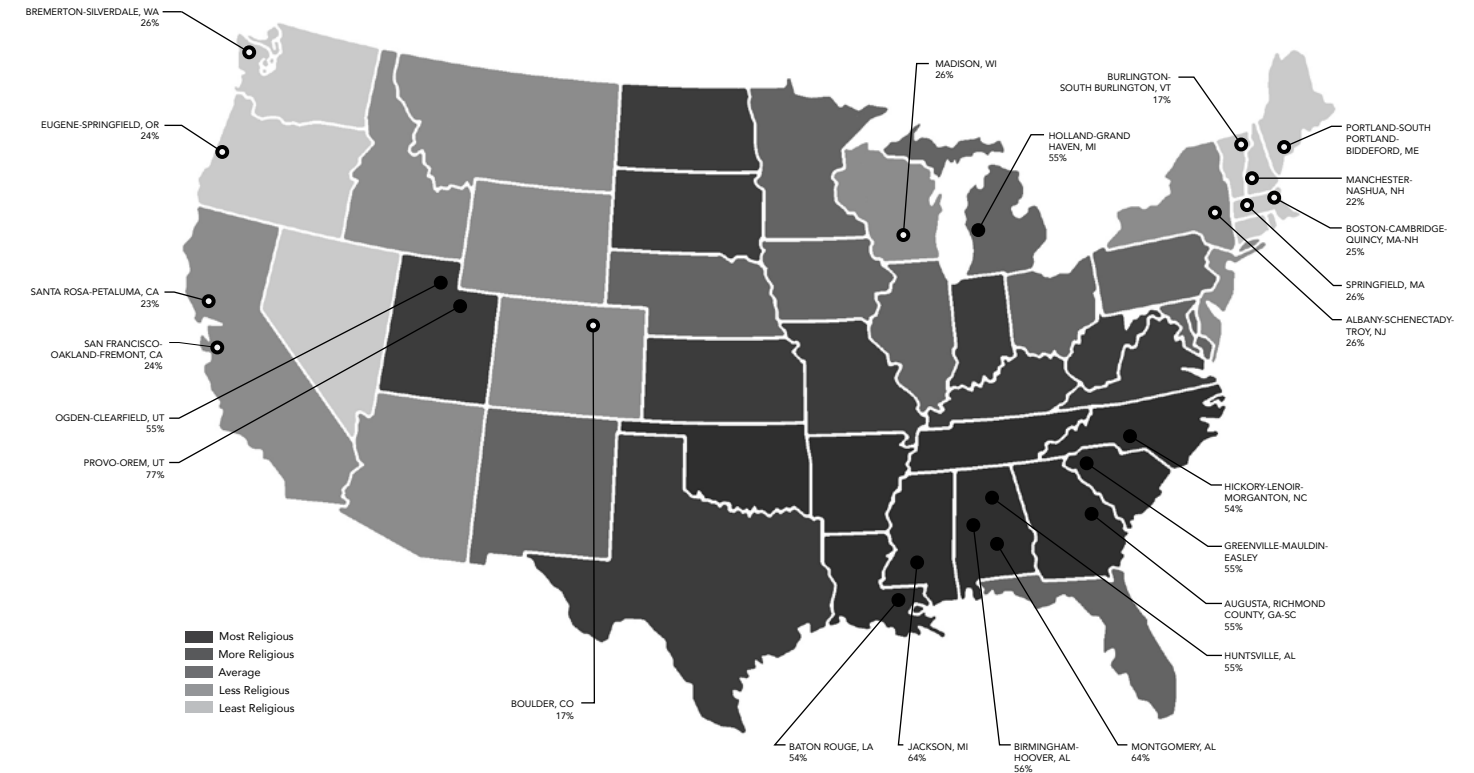 BREMERTON-SILVERDALE, WA
26%
EUGENE-SPRINGFIELD, OR
24%
SANTA ROSA-PETALUMA, CA
23%
SAN FRANCISCO-
OAKLAND-FREMONT, CA
24%
OGDEN-CLEARFIELD, UT
55%
PROVO-OREM, UT
77%
MADISON, WI
26%
HOLLAND-GRAND
HAVEN, MI
55%
BURLINGTON-
SOUTH BURLINGTON, VT
17%
PORTLAND-SOUTH
PORTLAND-
BIDDEFORD, ME
MANCHESTER-
NASHUA, NH
22%
BOSTON-CAMBRIDGE-
QUINCY, MA-NH
25%
SPRINGFIELD, MA
26%
ALBANY-SCHENECTADY-
TROY, NJ
26%
HICKORY-LENOIR-
MORGANTON, NC
54%
GREENVILLE-MAULDIN-
EASLEY
55%
AUGUSTA, RICHMOND
COUNTY, GA-SC
55%
HUNTSVILLE, AL
55%
Most Religious
More Religious
Average
Less Religious
Least Religious
BOULDER, CO
17%
BATON ROUGE, LA
54%
JACKSON, MI
64%
BIRMINGHAM-
HOOVER, AL
56%
MONTGOMERY, AL
64%